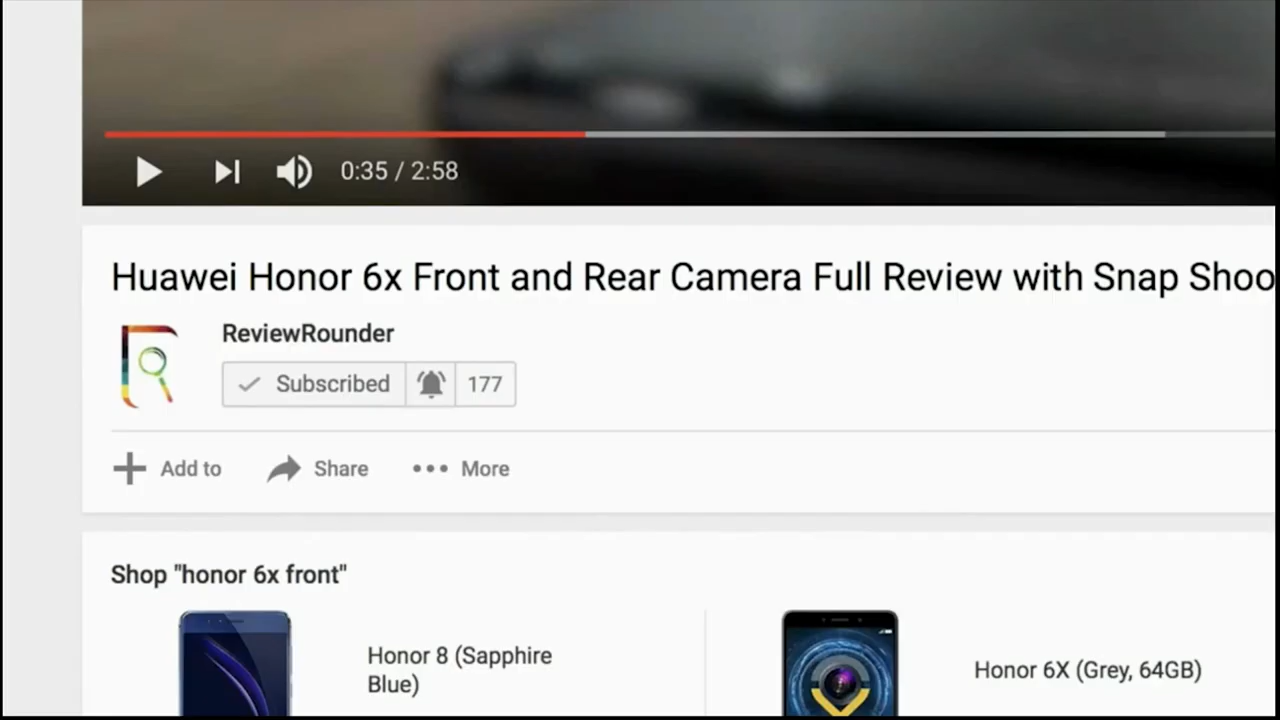 0:35 / 2:58
Huawei Honor 6x Front and Rear Camera Full Review with Snap Shoo
ReviewRounder
Subscribed 177
Add to Share More
Shop "honor 6x front"
Honor 8 (Sapphire
Blue)
Honor 6X (Grey, 64GB)